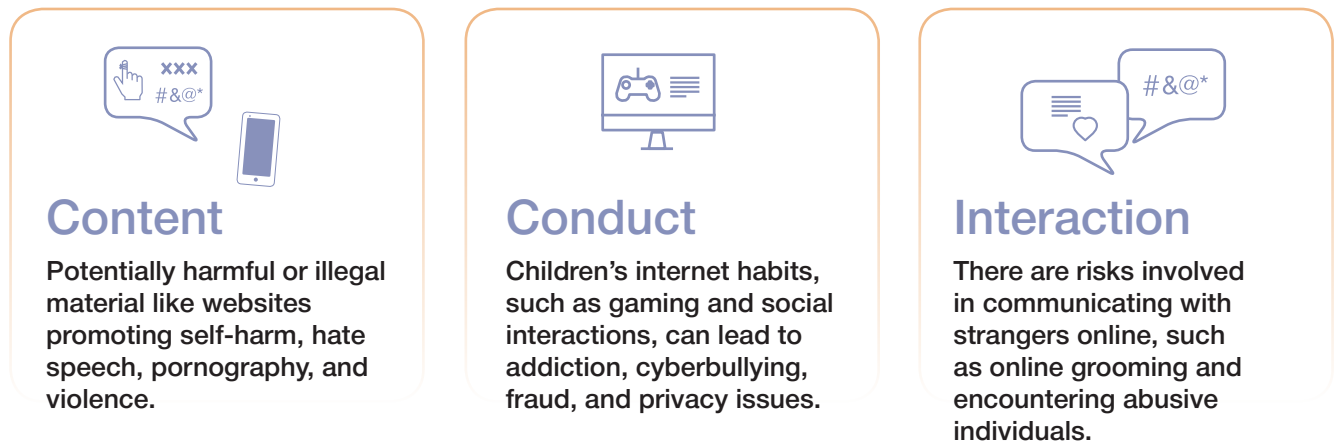 xxx
#&@*
#&@*
Content
Potentially harmful or illegal
material like websites
promoting self-harm, hate
speech, pornography, and
violence.
Conduct
Children’s internet habits,
such as gaming and social
interactions, can lead to
addiction, cyberbullying,
fraud, and privacy issues.
Interaction
There are risks involved
in communicating with
strangers online, such
as online grooming and
encountering abusive
individuals.